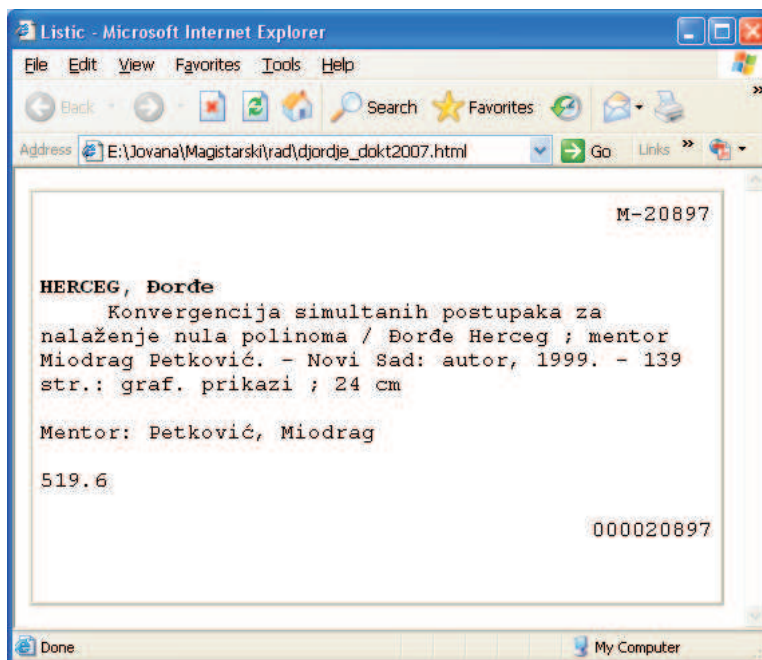 Listic - Microsoft Internet Explorer
File Edit View Favorites Tools Help
Back Search Favorites
Address E:\Jovana\Magistarski\rad\djordje_dokt2007.html Go Links »
M-20897
HERCEG, Đorđe
Konvergencija simultanih postupaka za
nalaženje nula polinoma / Đorđe Herceg ; mentor
Miodrag Petković. – Novi Sad: autor, 1999. – 139
str.: graf. prikazi ; 24 cm
Mentor: Petković, Miodrag
519.6
000020897
Done My Computer